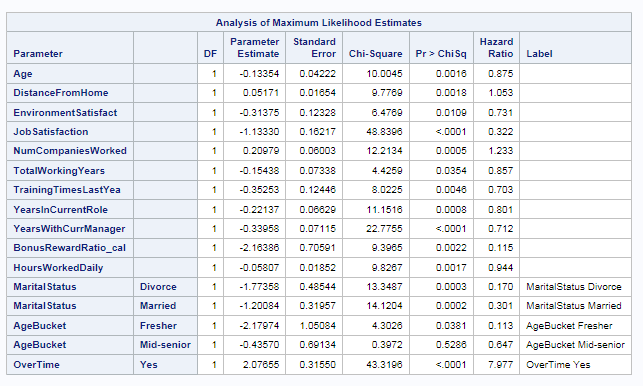 Analysis of Maximum Likelihood Estimates
Parameter DF Parameter Estimate Standard Error Chi-Square Pr > ChiSq Hazard Ratio Label
Age 1 -0.13354 0.04222 10.0045 0.0016 0.875
DistanceFromHome 1 0.05171 0.01654 9.7769 0.0018 1.053
EnvironmentSatisfact 1 -0.31375 0.12328 6.4769 0.0109 0.731
JobSatisfaction 1 -1.13330 0.16217 48.8396 <.0001 0.322
NumCompaniesWorked 1 0.20979 0.06003 12.2134 0.0005 1.233
TotalWorkingYears 1 -0.15438 0.07338 4.4259 0.0354 0.857
TrainingTimesLastYea 1 -0.35253 0.12446 8.0225 0.0046 0.703
YearsInCurrentRole 1 -0.22137 0.06629 11.1516 0.0008 0.801
YearsWithCurrManager 1 -0.33958 0.07115 22.7755 <.0001 0.712
BonusRewardRatio_cal 1 -2.16386 0.70591 9.3965 0.0022 0.115
HoursWorkedDaily 1 -0.05807 0.01852 9.8267 0.0017 0.944
MaritalStatus Divorce 1 -1.77358 0.48544 13.3487 0.0003 0.170 MaritalStatus Divorce
MaritalStatus Married 1 -1.20084 0.31957 14.1204 0.0002 0.301 MaritalStatus Married
AgeBucket Fresher 1 -2.17974 1.05084 4.3026 0.0381 0.113 AgeBucket Fresher
AgeBucket Mid-senior 1 -0.43570 0.69134 0.3972 0.5286 0.647 AgeBucket Mid-senior
OverTime Yes 1 2.07655 0.31550 43.3196 <.0001 7.977 OverTime Yes